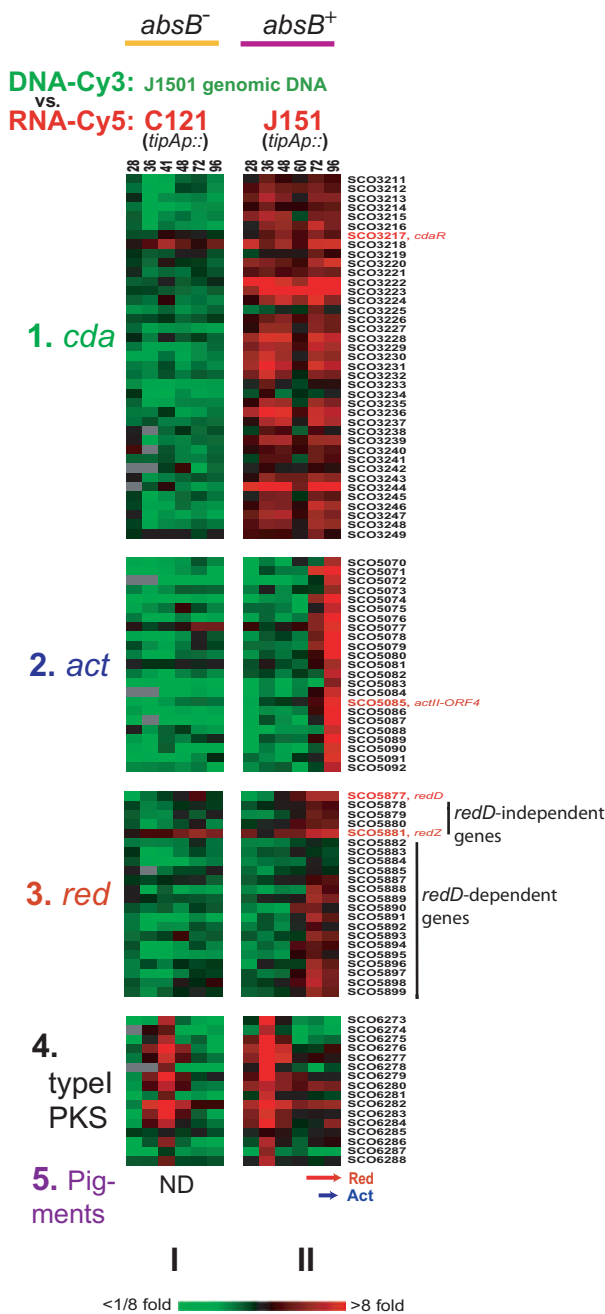 absB- absB+
DNA-Cy3: J1501 genomic DNA
vs.
RNA-Cy5: C121 J151
(tipAp::) (tipAp::)
28 36 41 48 72 96 28 36 48 60 72 96
SCO3211
SCO3212
SCO3213
SCO3214
SCO3215
SCO3216
SCO3217, cdaR
SCO3218
SCO3219
SCO3220
SCO3221
SCO3222
SCO3223
SCO3224
SCO3225
SCO3226
SCO3227
1. cda
SCO3228
SCO3229
SCO3230
SCO3231
SCO3232
SCO3233
SCO3234
SCO3235
SCO3236
SCO3237
SCO3238
SCO3239
SCO3240
SCO3241
SCO3242
SCO3243
SCO3244
SCO3245
SCO3246
SCO3247
SCO3248
SCO3249
SCO5070
SCO5071
SCO5072
SCO5073
SCO5074
SCO5075
SCO5076
SCO5077
SCO5078
SCO5079
SCO5080
2. act
SCO5081
SCO5082
SCO5083
SCO5084
SCO5085, actII-ORF4
SCO5086
SCO5087
SCO5088
SCO5089
SCO5090
SCO5091
SCO5092
SCO5877, redD
SCO5878
SCO5879
SCO5880
SCO5881, redZ
redD-independent
genes
SCO5882
SCO5883
SCO5884
SCO5885
SCO5887
3. red
SCO5888
SCO5889
SCO5890
SCO5891
SCO5892
SCO5893
SCO5894
SCO5895
SCO5896
SCO5897
SCO5898
SCO5899
redD-dependent
genes
SCO6273
SCO6274
SCO6275
SCO6276
SCO6277
SCO6278
SCO6279
SCO6280
SCO6281
SCO6282
SCO6283
SCO6284
SCO6285
SCO6286
SCO6287
SCO6288
4.
typeI
PKS
5. Pig-
ments
ND
Red
Act
I II
<1/8 fold >8 fold